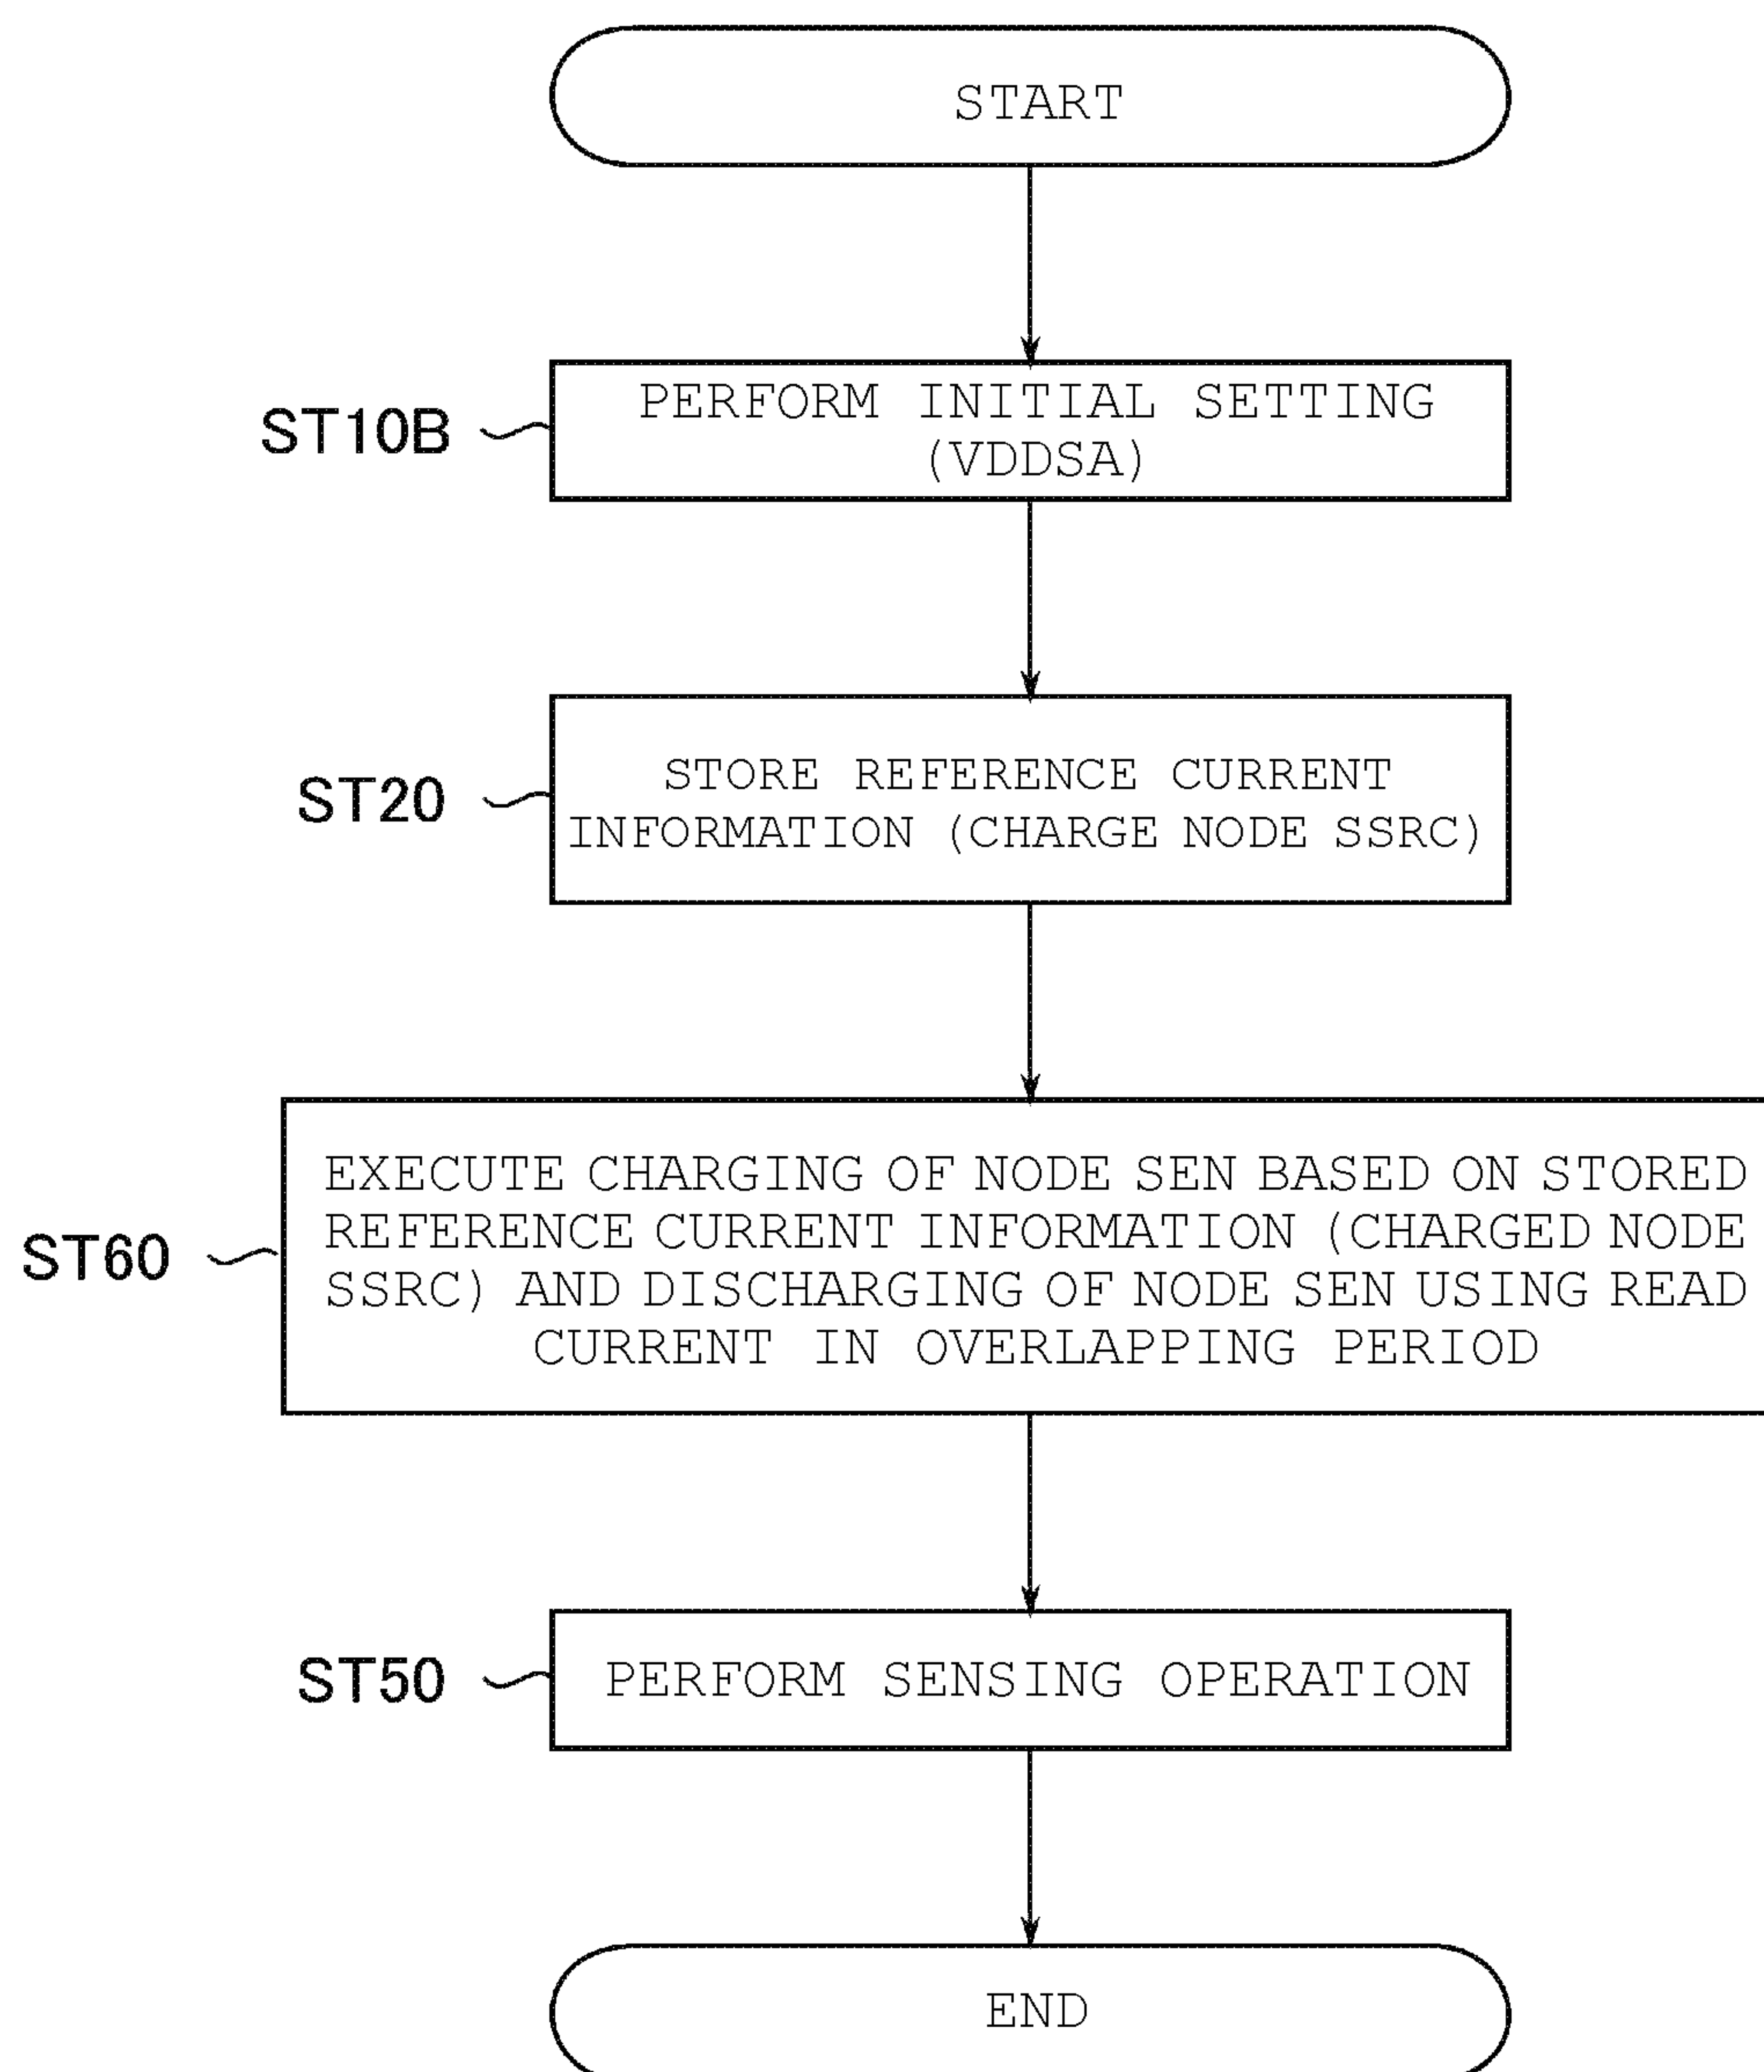 START
ST10B
PERFORM INITIAL SETTING
(VDDSA)
ST20
STORE REFERENCE CURRENT
INFORMATION (CHARGE NODE SSRC)
ST60
EXECUTE CHARGING OF NODE SEN BASED ON STORED
REFERENCE CURRENT INFORMATION (CHARGED NODE
SSRC) AND DISCHARGING OF NODE SEN USING READ
CURRENT IN OVERLAPPING PERIOD
ST50
PERFORM SENSING OPERATION
END